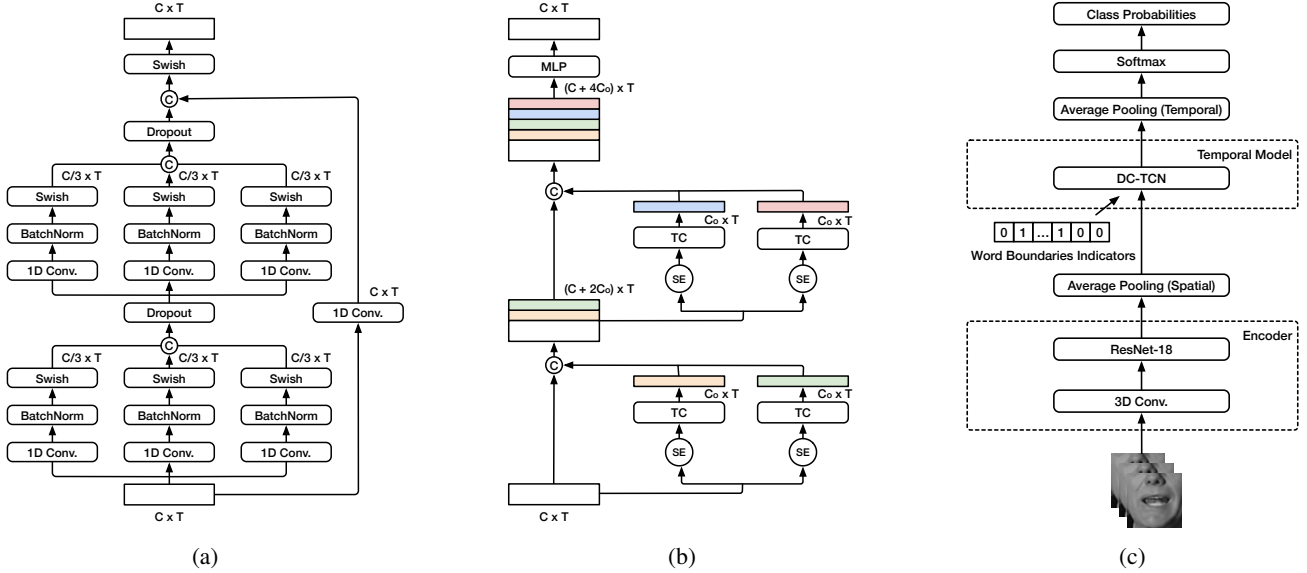 C x T
Swish
C
Dropout
C
C/3 x T C/3 x T C/3 x T
Swish Swish Swish
BatchNorm BatchNorm BatchNorm
1D Conv. 1D Conv. 1D Conv.
C x T
Dropout 1D Conv.
C
C/3 x T C/3 x T C/3 x T
Swish Swish Swish
BatchNorm BatchNorm BatchNorm
1D Conv. 1D Conv. 1D Conv.
C x T
(a)
C x T
MLP
(C + 4Co) x T
C
Co x T Co x T
TC TC
SE SE
(C + 2Co) x T
C
Co x T Co x T
TC TC
SE SE
C x T
(b)
Class Probabilities
Softmax
Average Pooling (Temporal)
Temporal Model
DC-TCN
0 1 ... 1 0 0
Word Boundaries Indicators
Average Pooling (Spatial)
Encoder
ResNet-18
3D Conv.
(c)